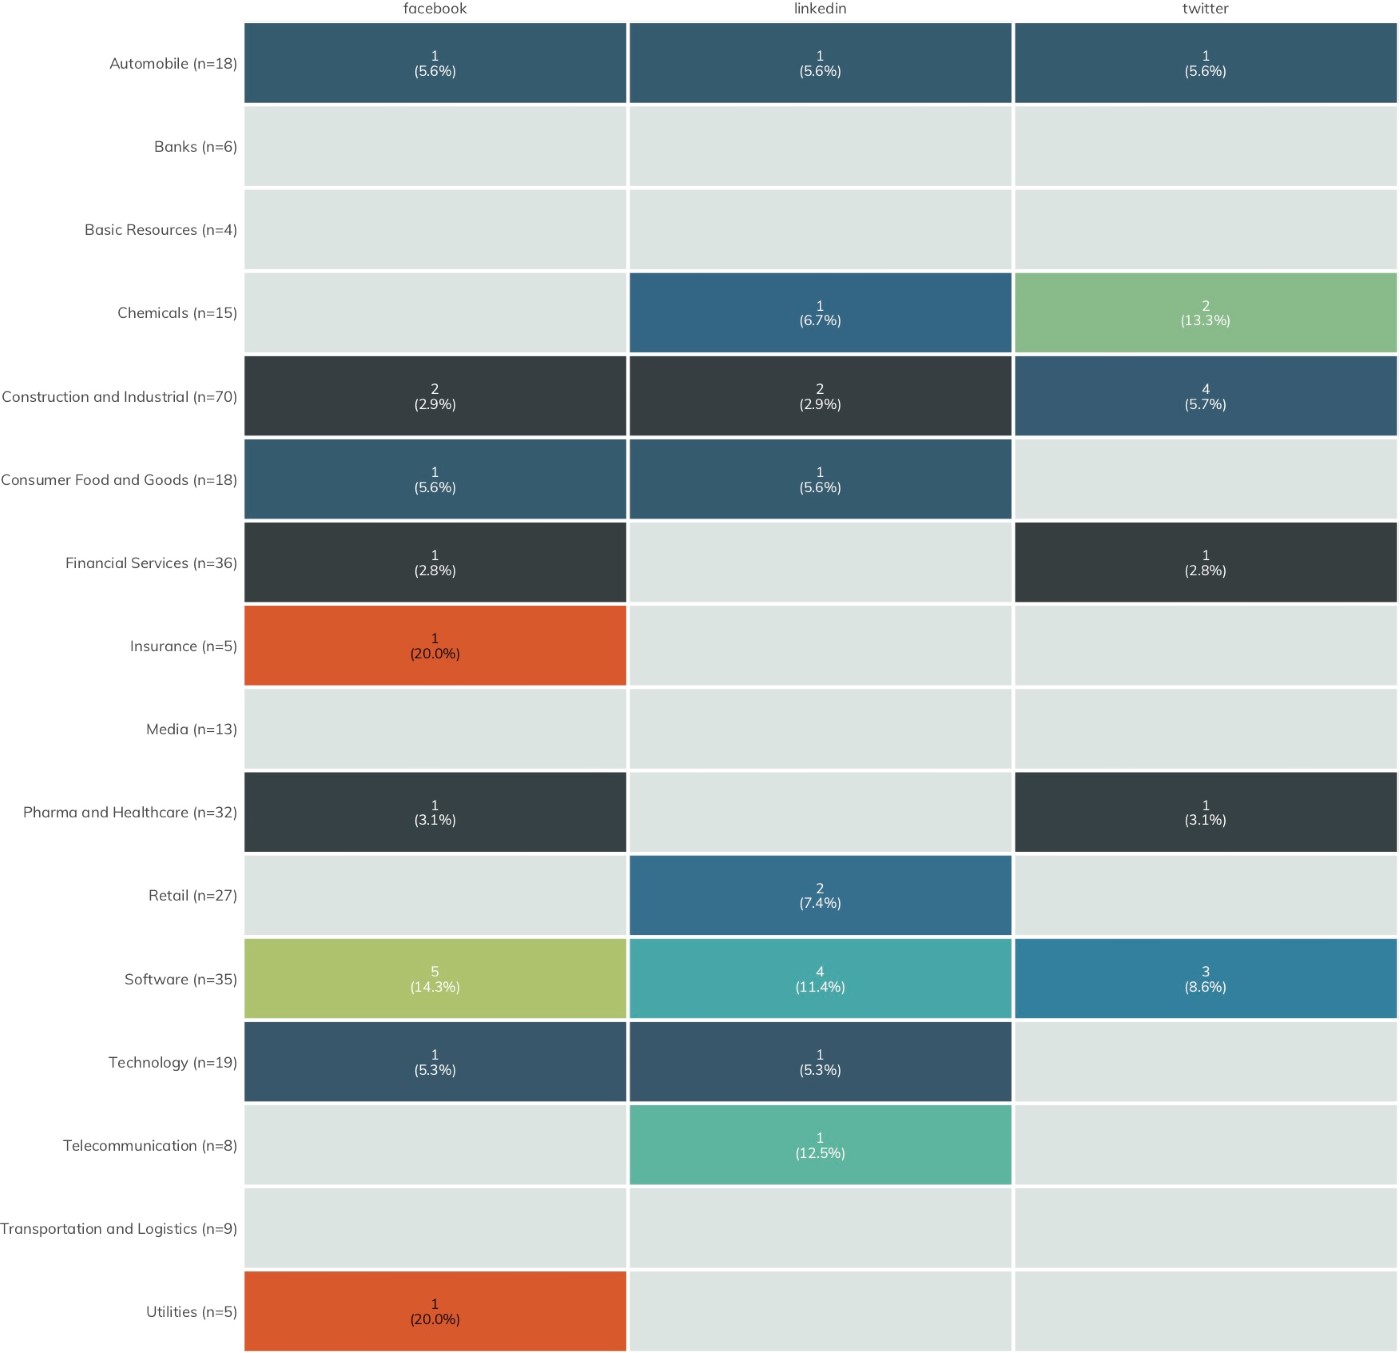 facebook linkedin twitter
Automobile (n=18)
1 1 1
(5.6%) (5.6%) (5.6%)
Banks (n=6)
Basic Resources (n=4)
Chemicals (n=15)
1 2
(6.7%) (13.3%)
Construction and Industrial (n=70)
2 2 4
(2.9%) (2.9%) (5.7%)
Consumer Food and Goods (n=18)
1 1
(5.6%) (5.6%)
Financial Services (n=36)
1 1
(2.8%) (2.8%)
Insurance (n=5)
1
(20.0%)
Media (n=13)
Pharma and Healthcare (n=32)
1 1
(3.1%) (3.1%)
Retail (n=27)
2
(7.4%)
Software (n=35)
5 4 3
(14.3%) (11.4%) (8.6%)
Technology (n=19)
1 1
(5.3%) (5.3%)
Telecommunication (n=8)
1
(12.5%)
Transportation and Logistics (n=9)
Utilities (n=5)
1
(20.0%)